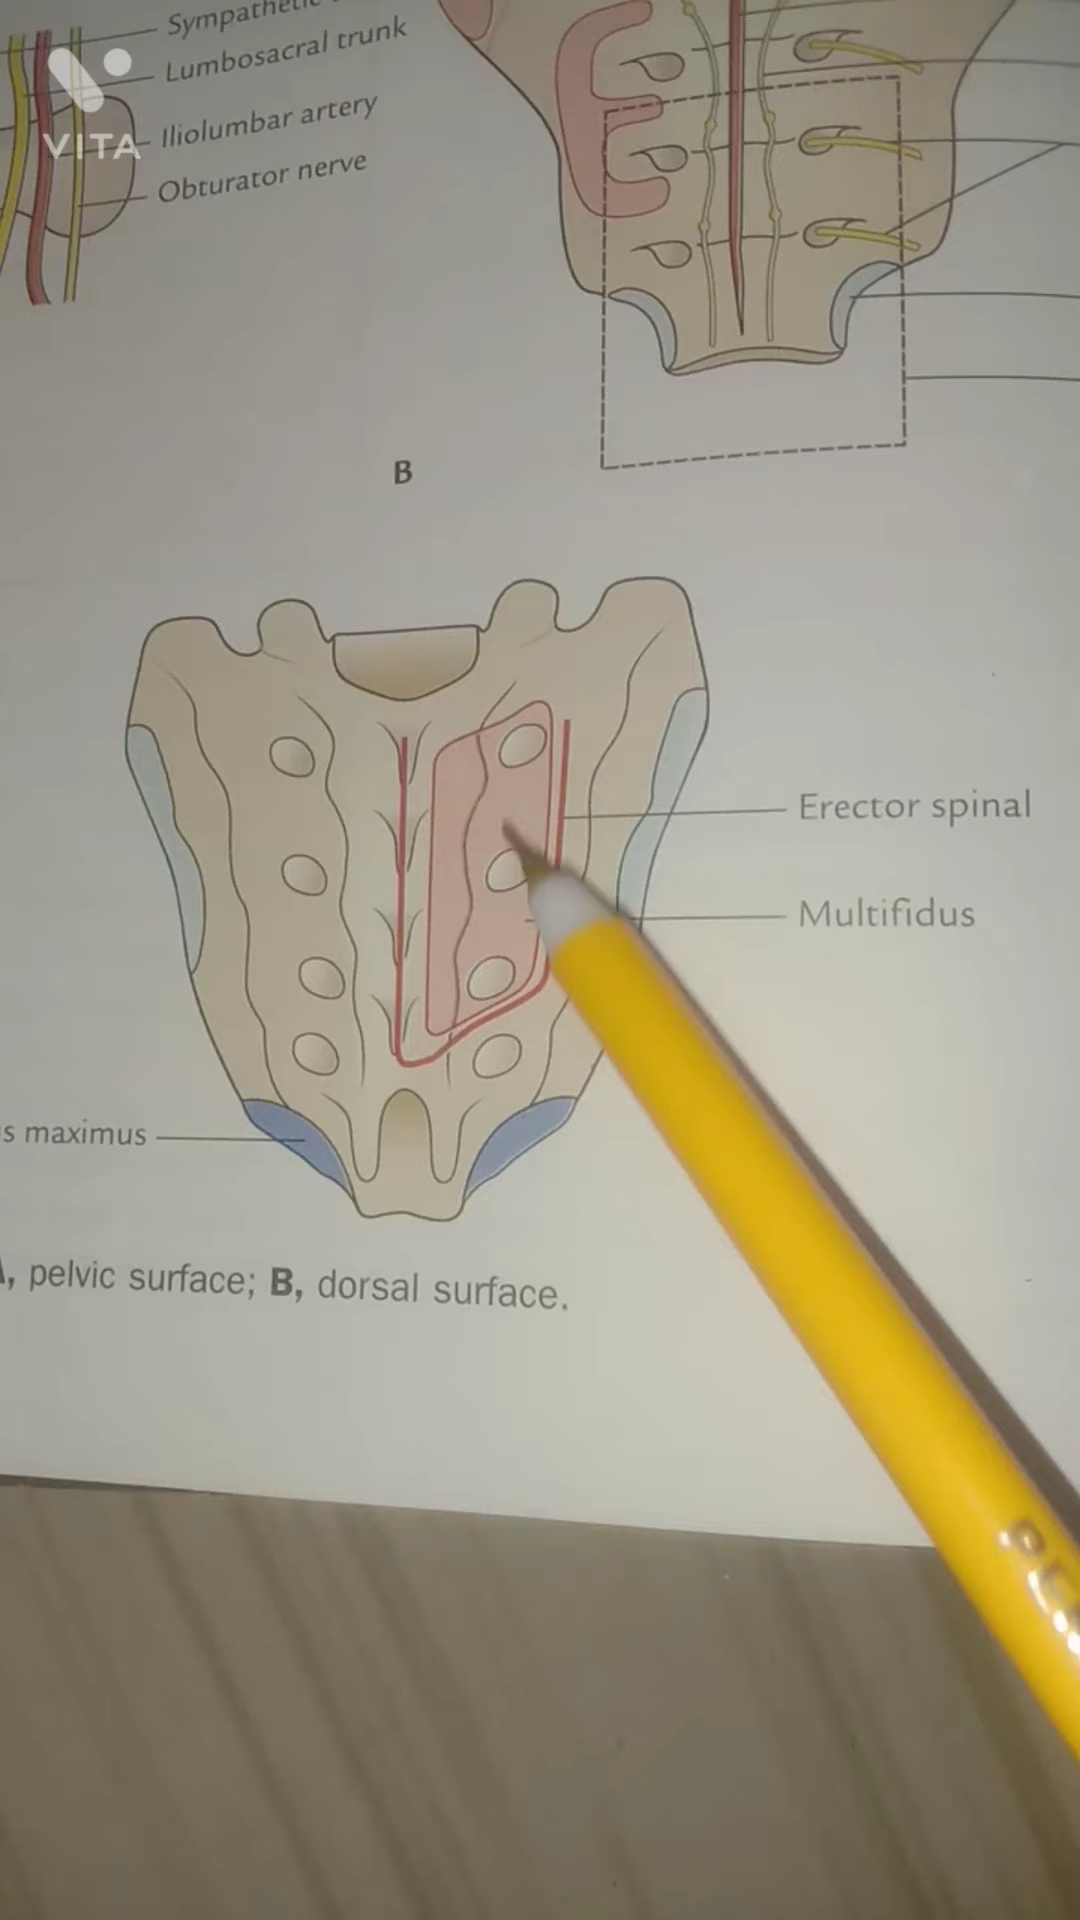 Sympathetic
Lumbosacral trunk
VITA
Iliolumbar artery
Obturator nerve
B
Erector spinal
Multifidus
s maximus
, pelvic surface; B, dorsal surface.